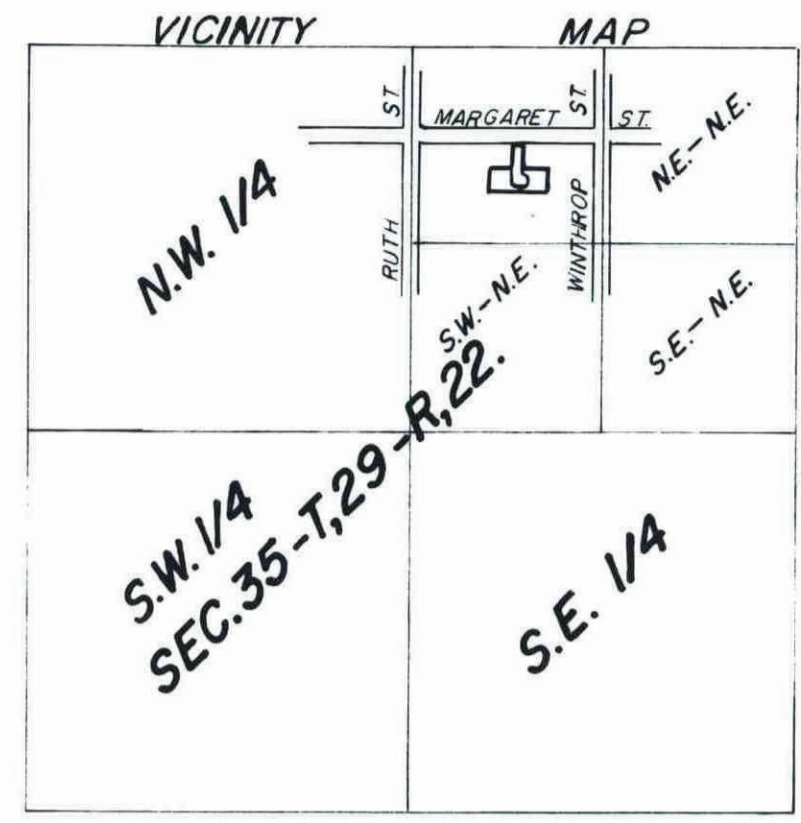 VICINITY MAP
ST.
MARGARET
ST.
ST.
N.E.-N.E.
N.W. 1/4
RUTH
WINTHROP
S.W.-N.E.
S.E.-N.E.
S.W. 1/4
SEC.35-T,29-R,22.
S.E. 1/4